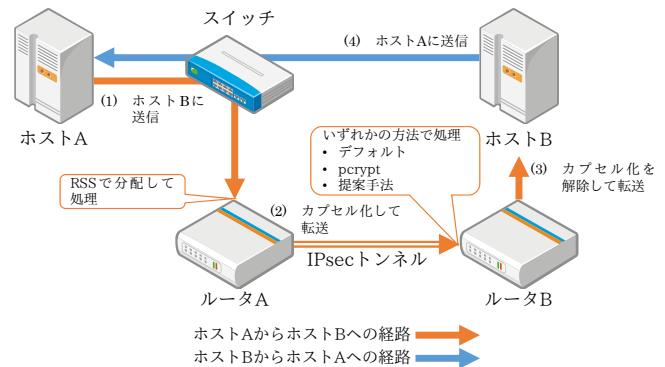 スイッチ
(4) ホストAに送信
(1) ホストBに
送信
ホストA
ホストB
いずれかの方法で処理
• デフォルト
• pcrypt
• 提案手法
(3) カプセル化を
解除して転送
RSSで分配して
処理
(2) カプセル化して
転送
IPsecトンネル
ルータA
ルータB
ホストAからホストBへの経路
ホストBからホストAへの経路